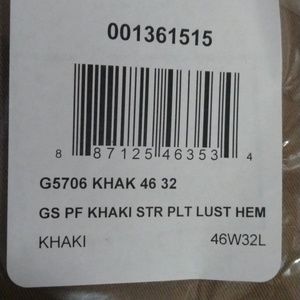 001361515
8 87125 46353 4
G5706 KHAK 46 32
GS PF KHAKI STR PLT LUST HEM
KHAKI 46W32L